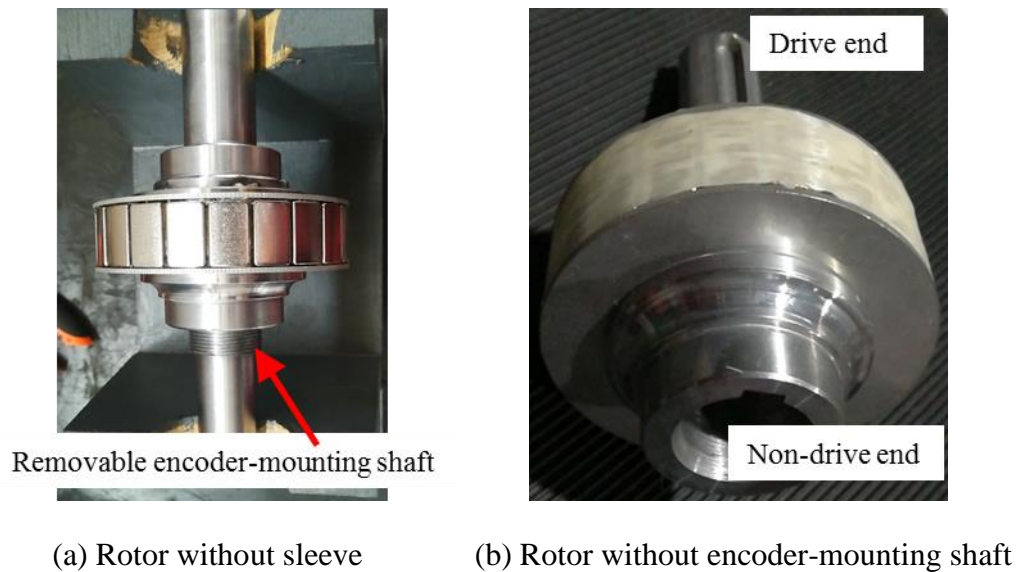 Drive end
Removable encoder-mounting shaft
Non-drive end
(a) Rotor without sleeve
(b) Rotor without encoder-mounting shaft